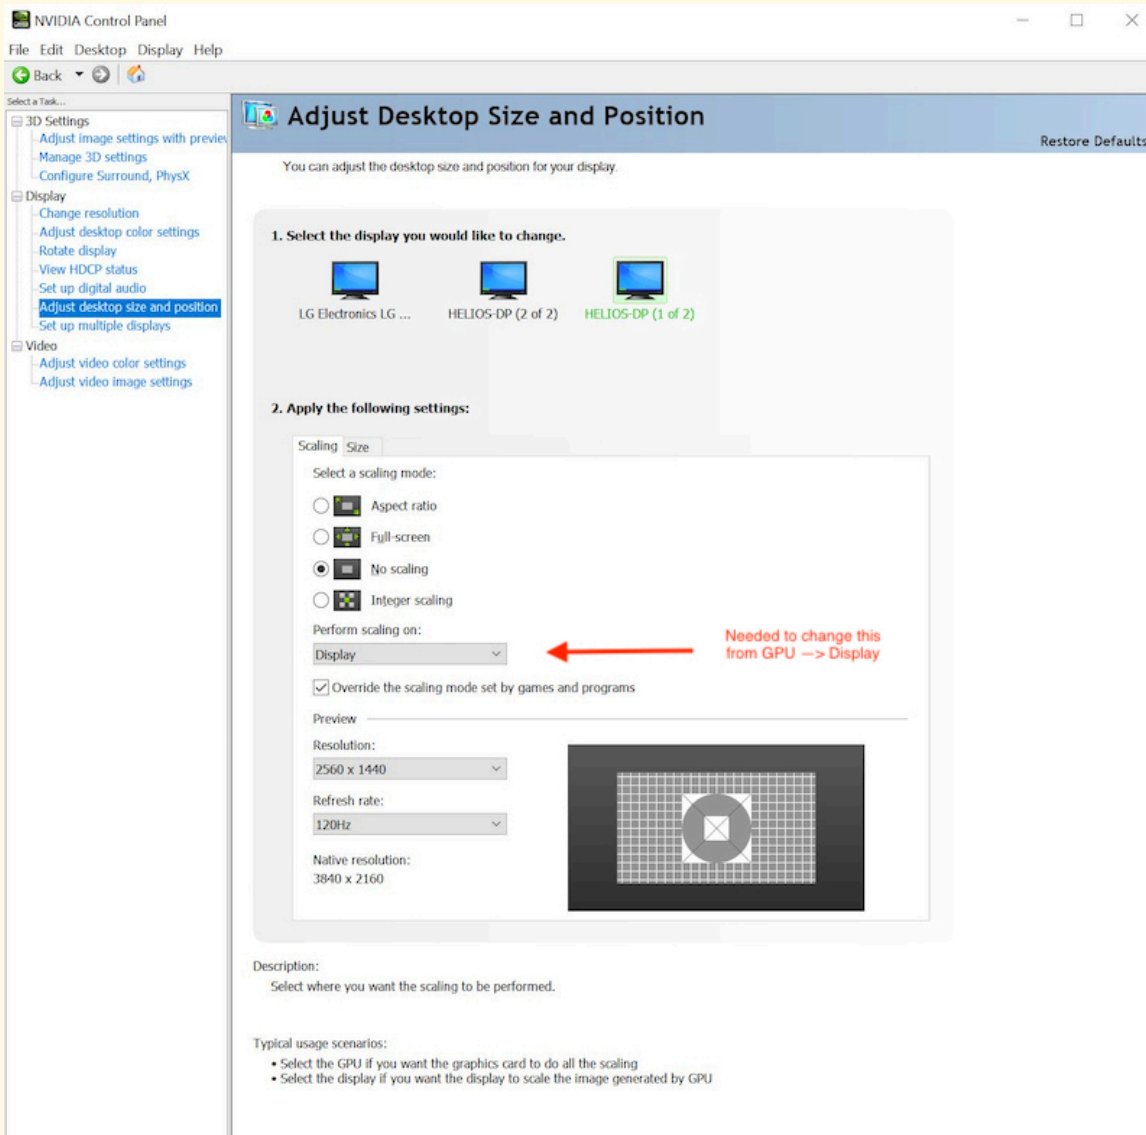 NVIDIA Control Panel
File Edit Desktop Display Help
Back
Select a Task...
3D Settings
Adjust image settings with preview
Manage 3D settings
Configure Surround, PhysX
Display
Change resolution
Adjust desktop color settings
Rotate display
View HDCP status
Set up digital audio
Adjust desktop size and position
Set up multiple displays
Video
Adjust video color settings
Adjust video image settings
Adjust Desktop Size and Position
Restore Defaults
You can adjust the desktop size and position for your display.
1. Select the display you would like to change.
LG Electronics LG ...
HELIOS-DP (2 of 2)
HELIOS-DP (1 of 2)
2. Apply the following settings:
Scaling Size
Select a scaling mode:
Aspect ratio
Full-screen
No scaling
Integer scaling
Perform scaling on:
Display
Needed to change this
from GPU —> Display
Override the scaling mode set by games and programs
Preview
Resolution:
2560 x 1440
Refresh rate:
120Hz
Native resolution:
3840 x 2160
Description:
Select where you want the scaling to be performed.
Typical usage scenarios:
• Select the GPU if you want the graphics card to do all the scaling
• Select the display if you want the display to scale the image generated by GPU